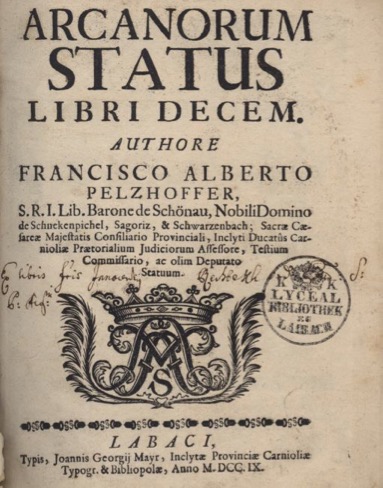 ARCANORUM
STATUS
LIBRI DECEM.
AUTHORE
FRANCISCO ALBERTO
PELZHOFFER,
S. R. I. Lib. Barone de Schönau, Nobili Domino
de Schuekenpichel, Sagoriz, & Schwarzenbach; Sacræ Cæ-
sareæ Majestatis Consiliario Provinciali, Inclyti Ducatûs Car-
nioliæ Prætorialium Judiciorum Assessore, Testium
Commissario, ac olim Deputato
Statuum.
Ex libris
K K
LYCEAL
BIBLIOTHEK
ZU
LAIBACH
LABACI,
Typis, Joannis Georgij Mayr, Inclytæ Provinciæ Carnioliæ
Typogr. & Bibliopolæ, Anno M. DCC. IX.